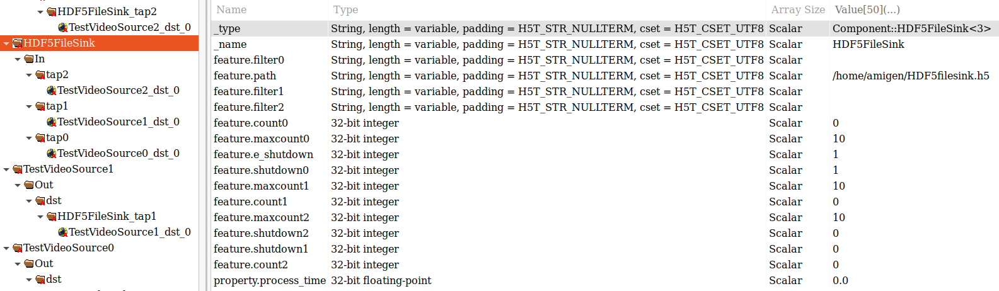 HDF5FileSink_tap2
TestVideoSource2_dst_0
HDF5FileSink
In
tap2
TestVideoSource2_dst_0
tap1
TestVideoSource1_dst_0
tap0
TestVideoSource0_dst_0
TestVideoSource1
Out
dst
HDF5FileSink_tap1
TestVideoSource1_dst_0
TestVideoSource0
Out
dst
Name Type Array Size Value[50](...)
_type String, length = variable, padding = H5T_STR_NULLTERM, cset = H5T_CSET_UTF8 Scalar Component::HDF5FileSink<3>
_name String, length = variable, padding = H5T_STR_NULLTERM, cset = H5T_CSET_UTF8 Scalar HDF5FileSink
feature.filter0 String, length = variable, padding = H5T_STR_NULLTERM, cset = H5T_CSET_UTF8 Scalar
feature.path String, length = variable, padding = H5T_STR_NULLTERM, cset = H5T_CSET_UTF8 Scalar /home/amigen/HDF5filesink.h5
feature.filter1 String, length = variable, padding = H5T_STR_NULLTERM, cset = H5T_CSET_UTF8 Scalar
feature.filter2 String, length = variable, padding = H5T_STR_NULLTERM, cset = H5T_CSET_UTF8 Scalar
feature.count0 32-bit integer Scalar 0
feature.maxcount0 32-bit integer Scalar 10
feature.e_shutdown 32-bit integer Scalar 1
feature.shutdown0 32-bit integer Scalar 1
feature.maxcount1 32-bit integer Scalar 10
feature.count1 32-bit integer Scalar 0
feature.maxcount2 32-bit integer Scalar 10
feature.shutdown2 32-bit integer Scalar 0
feature.shutdown1 32-bit integer Scalar 0
feature.count2 32-bit integer Scalar 0
property.process_time 32-bit floating-point Scalar 0.0